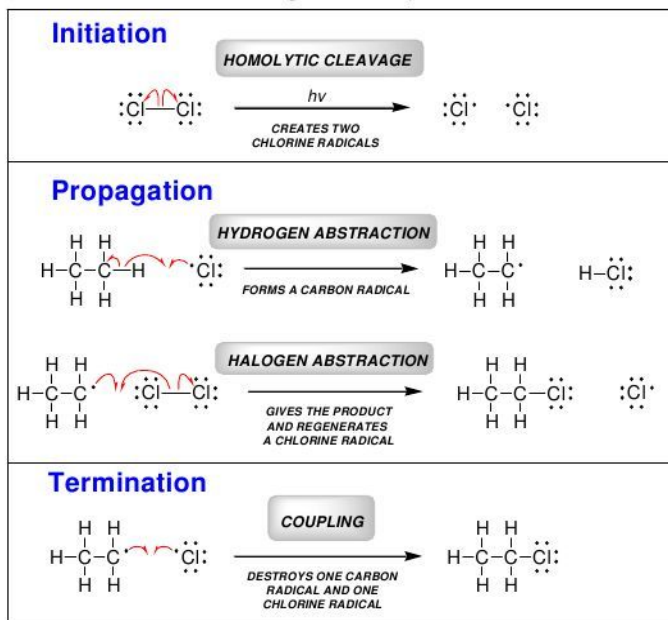 Initiation
HOMOLYTIC CLEAVAGE
:Cl—Cl:
hv
:Cl· ·Cl:
CREATES TWO
CHLORINE RADICALS
Propagation
HYDROGEN ABSTRACTION
H H
H–C–C–H ·Cl:
H H
FORMS A CARBON RADICAL
H H
H–C–C·
H H
H–Cl:
HALOGEN ABSTRACTION
H H
H–C–C· :Cl—Cl:
H H
GIVES THE PRODUCT
AND REGENERATES
A CHLORINE RADICAL
H H
H–C–C–Cl:
H H
:Cl·
Termination
COUPLING
H H
H–C–C· ·Cl:
H H
DESTROYS ONE CARBON
RADICAL AND ONE
CHLORINE RADICAL
H H
H–C–C–Cl:
H H